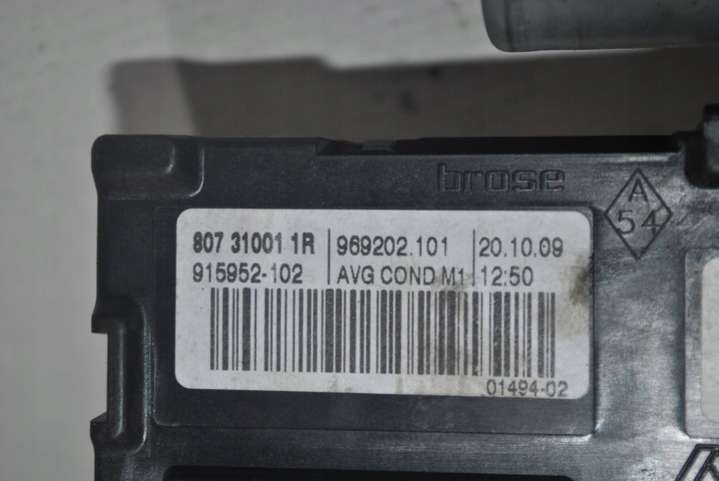 brose
A
54
807 31001 1R 969202.101 20.10.09
915952-102 AVG COND M1 12:50
01494-02